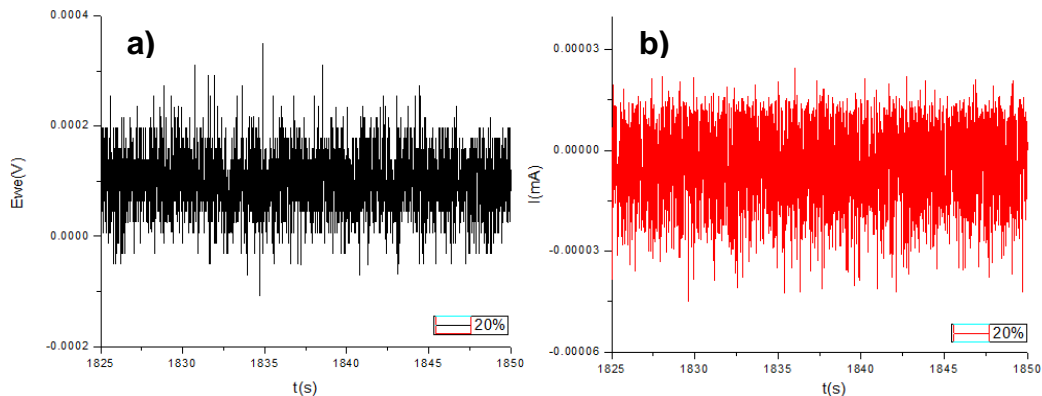 a)
0.0004
0.0002
0.0000
-0.0002
Ewe(V)
1825 1830 1835 1840 1845 1850
t(s)
20%
b)
0.00003
0.00000
-0.00003
-0.00006
I(mA)
1825 1830 1835 1840 1845 1850
t(s)
20%